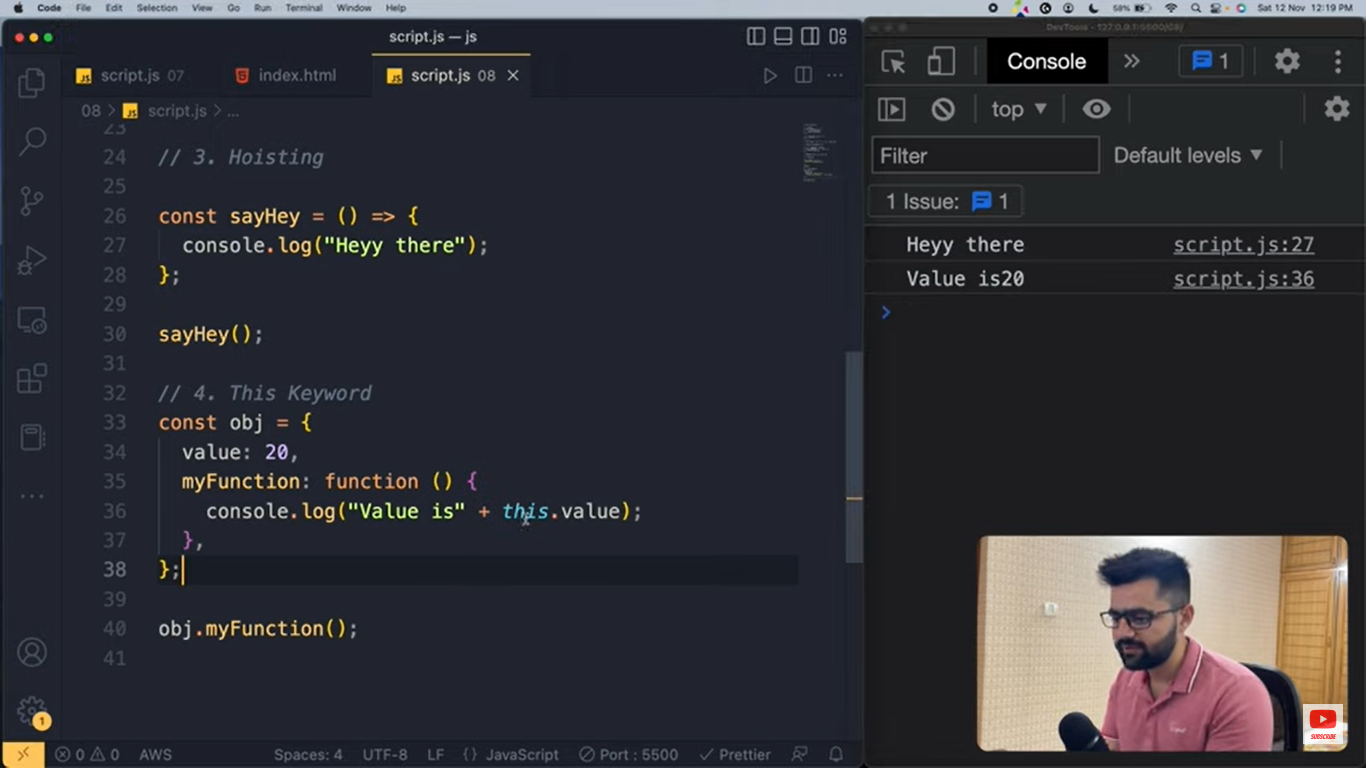 Code File Edit Selection View Go Run Terminal Window Help 58% Sat 12 Nov 12:19 PM
script.js — js
DevTools - 127.0.0.1:5500/08/
script.js 07 index.html script.js 08
Console 1
08 > script.js > ...
top
Filter Default levels
1 Issue: 1
Heyy there script.js:27
Value is20 script.js:36
23
24 // 3. Hoisting
25
26 const sayHey = () => {
27 console.log("Heyy there");
28 };
29
30 sayHey();
31
32 // 4. This Keyword
33 const obj = {
34 value: 20,
35 myFunction: function () {
36 console.log("Value is" + this.value);
37 },
38 };
39
40 obj.myFunction();
41
1
0 0 AWS Spaces: 4 UTF-8 LF {} JavaScript Port : 5500 Prettier
SUBSCRIBE